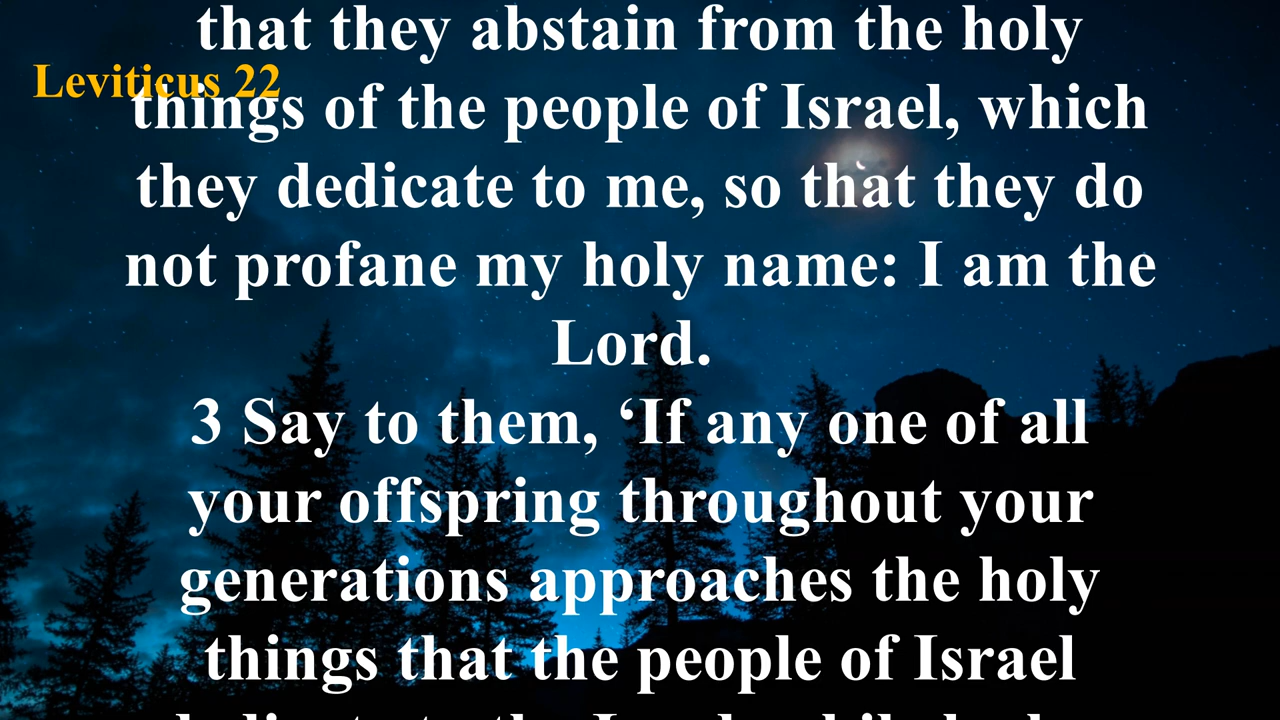 that they abstain from the holy
Leviticus 22
things of the people of Israel, which
they dedicate to me, so that they do
not profane my holy name: I am the
Lord.
3 Say to them, ‘If any one of all
your offspring throughout your
generations approaches the holy
things that the people of Israel